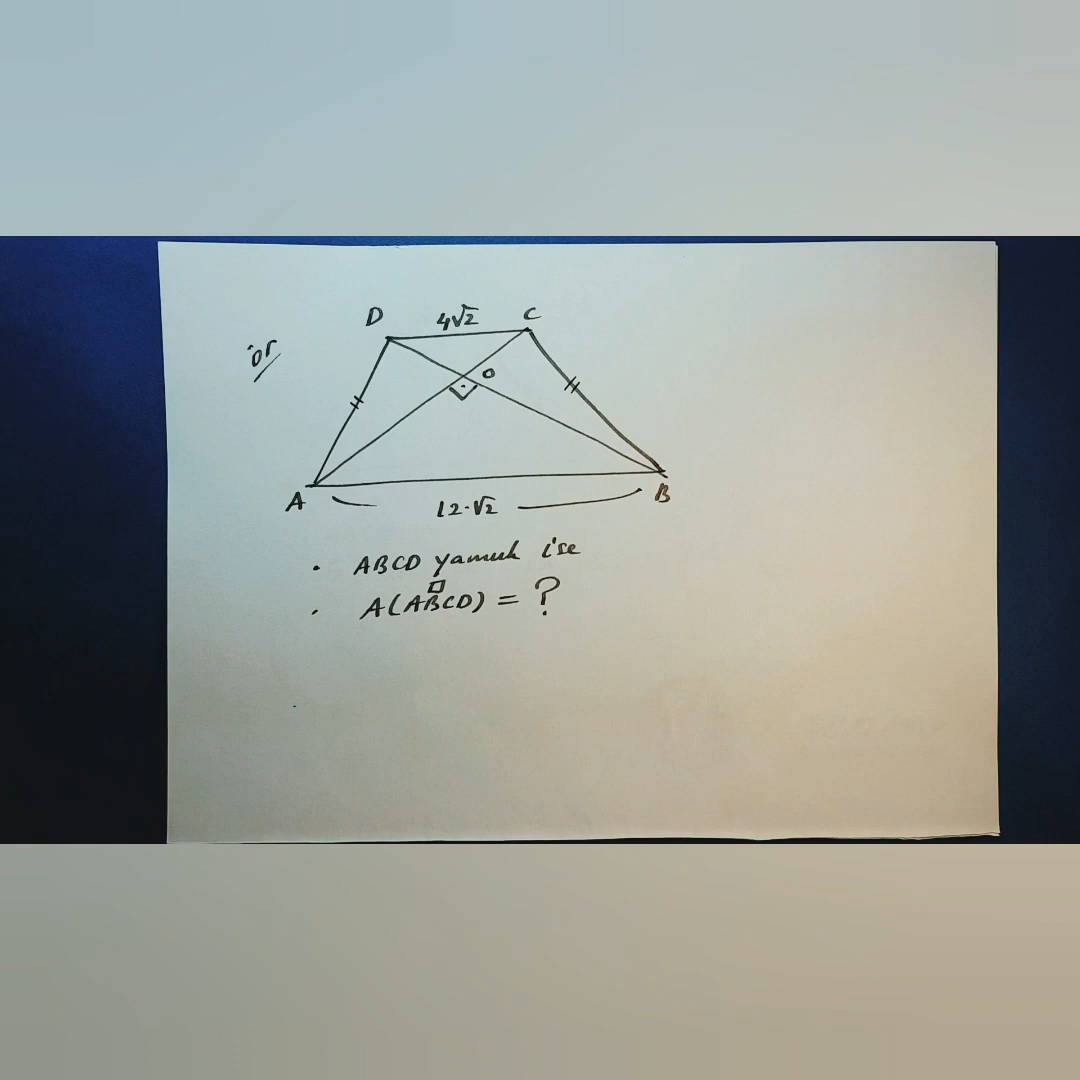 D 4√2 C
ör
O
A 12·√2 B
· ABCD yamuk ise
· A(ABCD) = ?